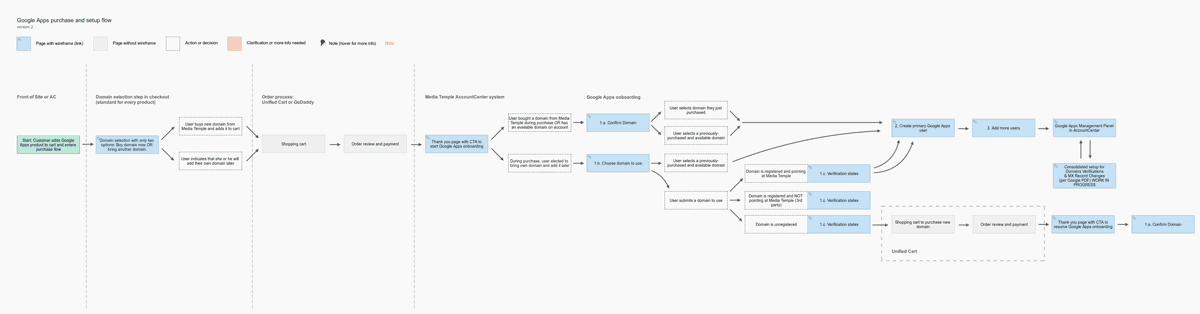 Google Apps purchase and setup flow
version 2
Page with wireframe (link)
Page without wireframe
Action or decision
Clarification or more info needed
Note (hover for more info)
Note
Front of Site or AC
Domain selection step in checkout
(standard for every product)
Order process:
Unified Cart or GoDaddy
Media Temple AccountCenter system
Google Apps onboarding
Start: Customer adds Google
Apps product to cart and enters
purchase flow
Domain selection with only two
options: Buy domain now OR
bring another domain.
User buys new domain from
Media Temple and adds it to cart
User indicates that she or he will
add their own domain later
Shopping cart
Order review and payment
Thank you page with CTA to
start Google Apps onboarding
User bought a domain from Media
Temple during purchase OR has
an available domain on account
During purchase, user elected to
bring own domain and add it later
1.a. Confirm Domain
1.b. Choose domain to use
User selects domain they just
purchased
User selects a previously-
purchased and available domain
User selects a previously-
purchased and available domain
User submits a domain to use
Domain is registered and pointing
at Media Temple
1.c. Verification states
Domain is registered and NOT
pointing at Media Temple (3rd
party)
1.c. Verification states
Domain is unregistered
1.c. Verification states
2. Create primary Google Apps
user
3. Add more users
Google Apps Management Panel
in AccountCenter
Consolidated setup for
Domains Verifications
& MX Record Changes
(per Google PDF) WORK IN
PROGRESS
Shopping cart to purchase new
domain
Order review and payment
Unified Cart
Thank you page with CTA to
resume Google Apps onboarding
1.a. Confirm Domain